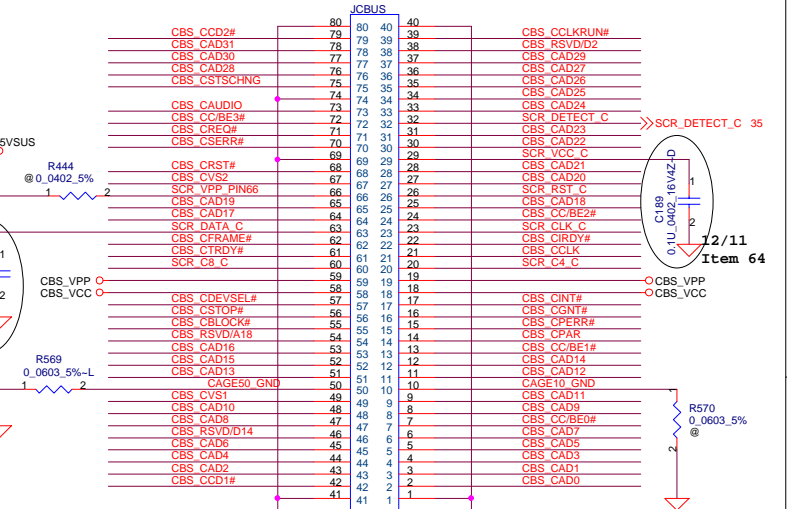 JCBUS
80 80 40 40
CBS_CCD2# 79 79 39 39 CBS_CCLKRUN#
CBS_CAD31 78 78 38 38 CBS_RSVD/D2
CBS_CAD30 77 77 37 37 CBS_CAD29
CBS_CAD28 76 76 36 36 CBS_CAD27
CBS_CSTSCHNG 75 75 35 35 CBS_CAD26
74 74 34 34 CBS_CAD25
CBS_CAUDIO 73 73 33 33 CBS_CAD24
CBS_CC/BE3# 72 72 32 32 SCR_DETECT_C
SCR_DETECT_C 35
CBS_CREQ# 71 71 31 31 CBS_CAD23
CBS_CSERR# 70 70 30 30 CBS_CAD22
5VSUS
69 69 29 29 SCR_VCC_C
CBS_CRST# 68 68 28 28 CBS_CAD21
CBS_CVS2 67 67 27 27 CBS_CAD20
R444
@0_0402_5%
1 2
SCR_VPP_PIN66 66 66 26 26 SCR_RST_C
CBS_CAD19 65 65 25 25 CBS_CAD18
CBS_CAD17 64 64 24 24 CBS_CC/BE2#
SCR_DATA_C 63 63 23 23 SCR_CLK_C
CBS_CFRAME# 62 62 22 22 CBS_CIRDY#
CBS_CTRDY# 61 61 21 21 CBS_CCLK
SCR_C8_C 60 60 20 20 SCR_C4_C
C189
0.1U_0402_16V4Z~D
1
2
12/11
Item 64
1
2
CBS_VPP 59 59 19 19 CBS_VPP
CBS_VCC 58 58 18 18 CBS_VCC
CBS_CDEVSEL# 57 57 17 17 CBS_CINT#
CBS_CSTOP# 56 56 16 16 CBS_CGNT#
CBS_CBLOCK# 55 55 15 15 CBS_CPERR#
CBS_RSVD/A18 54 54 14 14 CBS_CPAR
CBS_CAD16 53 53 13 13 CBS_CC/BE1#
CBS_CAD15 52 52 12 12 CBS_CAD14
CBS_CAD13 51 51 11 11 CBS_CAD12
R569
0_0603_5%~L
1 2
CAGE50_GND 50 50 10 10 CAGE10_GND
CBS_CVS1 49 49 9 9 CBS_CAD11
CBS_CAD10 48 48 8 8 CBS_CAD9
CBS_CAD8 47 47 7 7 CBS_CC/BE0#
CBS_RSVD/D14 46 46 6 6 CBS_CAD7
CBS_CAD6 45 45 5 5 CBS_CAD5
CBS_CAD4 44 44 4 4 CBS_CAD3
CBS_CAD2 43 43 3 3 CBS_CAD1
CBS_CCD1# 42 42 2 2 CBS_CAD0
41 41 1 1
1
R570
0_0603_5%
@
2